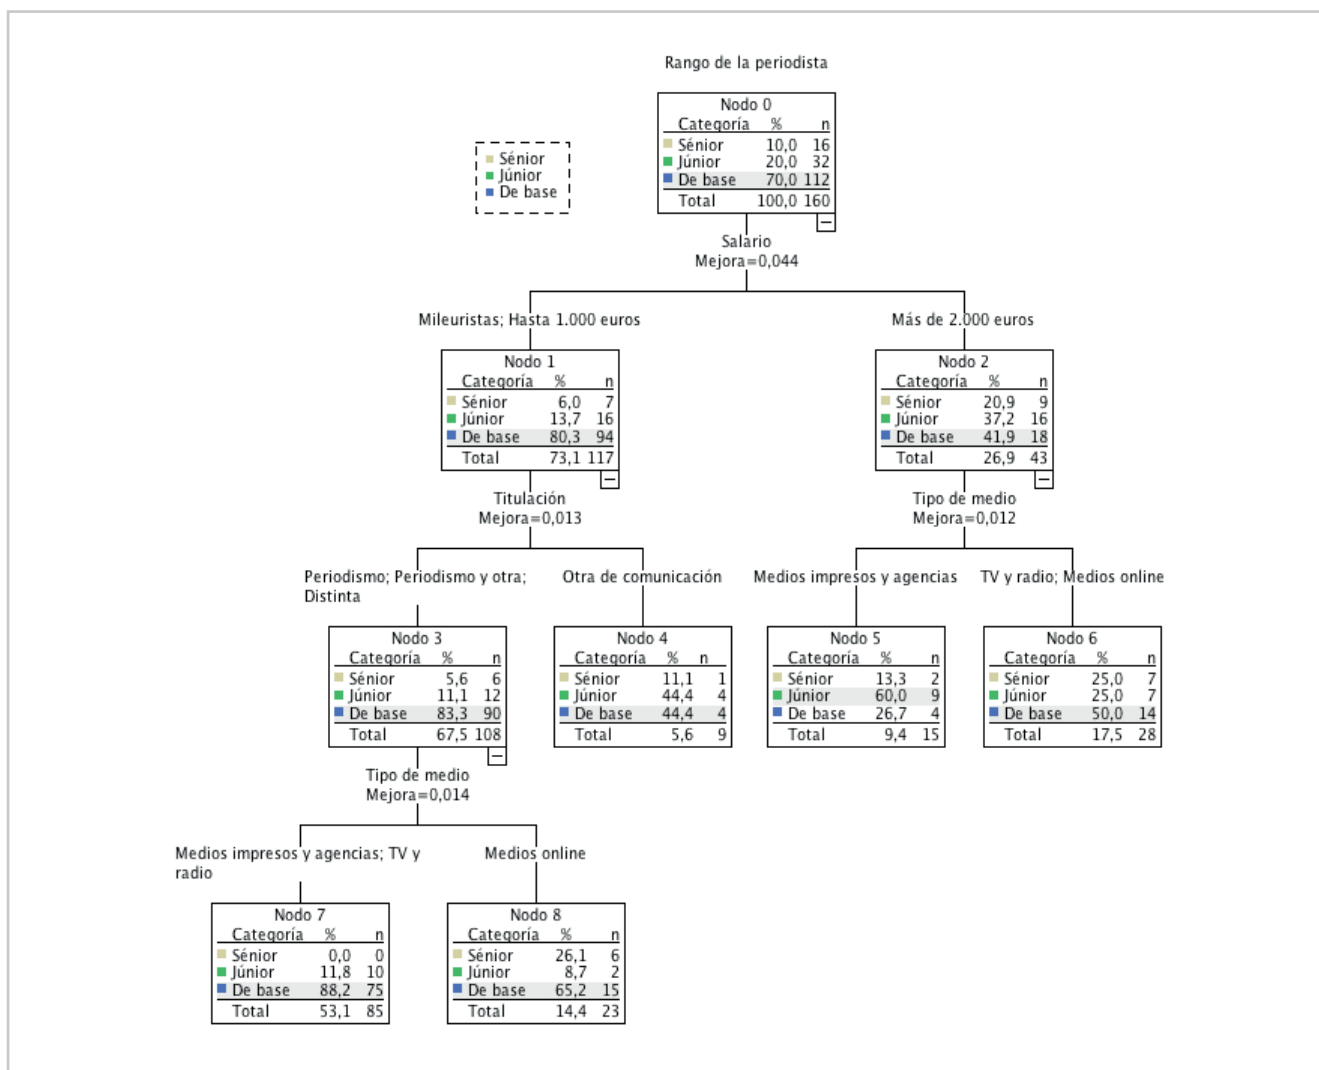 Rango de la periodista
Nodo 0
Categoría % n
Sénior 10,0 16
Júnior 20,0 32
De base 70,0 112
Total 100,0 160
Sénior
Júnior
De base
Salario
Mejora=0,044
Mileuristas; Hasta 1.000 euros
Más de 2.000 euros
Nodo 1
Categoría % n
Sénior 6,0 7
Júnior 13,7 16
De base 80,3 94
Total 73,1 117
Nodo 2
Categoría % n
Sénior 20,9 9
Júnior 37,2 16
De base 41,9 18
Total 26,9 43
Titulación
Mejora=0,013
Tipo de medio
Mejora=0,012
Periodismo; Periodismo y otra;
Distinta
Otra de comunicación
Medios impresos y agencias
TV y radio; Medios online
Nodo 3
Categoría % n
Sénior 5,6 6
Júnior 11,1 12
De base 83,3 90
Total 67,5 108
Nodo 4
Categoría % n
Sénior 11,1 1
Júnior 44,4 4
De base 44,4 4
Total 5,6 9
Nodo 5
Categoría % n
Sénior 13,3 2
Júnior 60,0 9
De base 26,7 4
Total 9,4 15
Nodo 6
Categoría % n
Sénior 25,0 7
Júnior 25,0 7
De base 50,0 14
Total 17,5 28
Tipo de medio
Mejora=0,014
Medios impresos y agencias; TV y
radio
Medios online
Nodo 7
Categoría % n
Sénior 0,0 0
Júnior 11,8 10
De base 88,2 75
Total 53,1 85
Nodo 8
Categoría % n
Sénior 26,1 6
Júnior 8,7 2
De base 65,2 15
Total 14,4 23